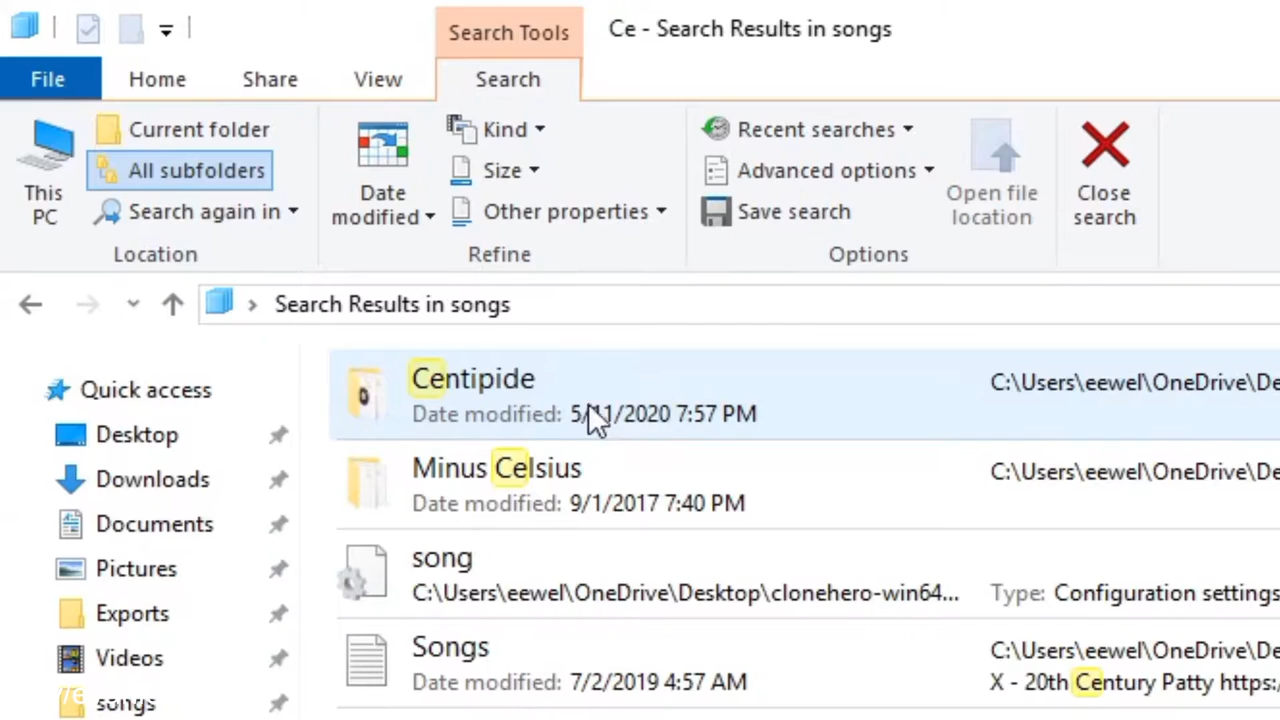 Search Tools
Ce - Search Results in songs
File
Home
Share
View
Search
This PC
Current folder
All subfolders
Search again in
Location
Date modified
Kind
Size
Other properties
Refine
Recent searches
Advanced options
Save search
Options
Open file location
Close search
Search Results in songs
Quick access
Desktop
Downloads
Documents
Pictures
Exports
Videos
songs
Centipide
C:\Users\eewel\OneDrive\De
Date modified: 5/11/2020 7:57 PM
Minus Celsius
C:\Users\eewel\OneDrive\De
Date modified: 9/1/2017 7:40 PM
song
C:\Users\eewel\OneDrive\Desktop\clonehero-win64...
Type: Configuration settings
Songs
C:\Users\eewel\OneDrive\De
Date modified: 7/2/2019 4:57 AM
X - 20th Century Patty https:/